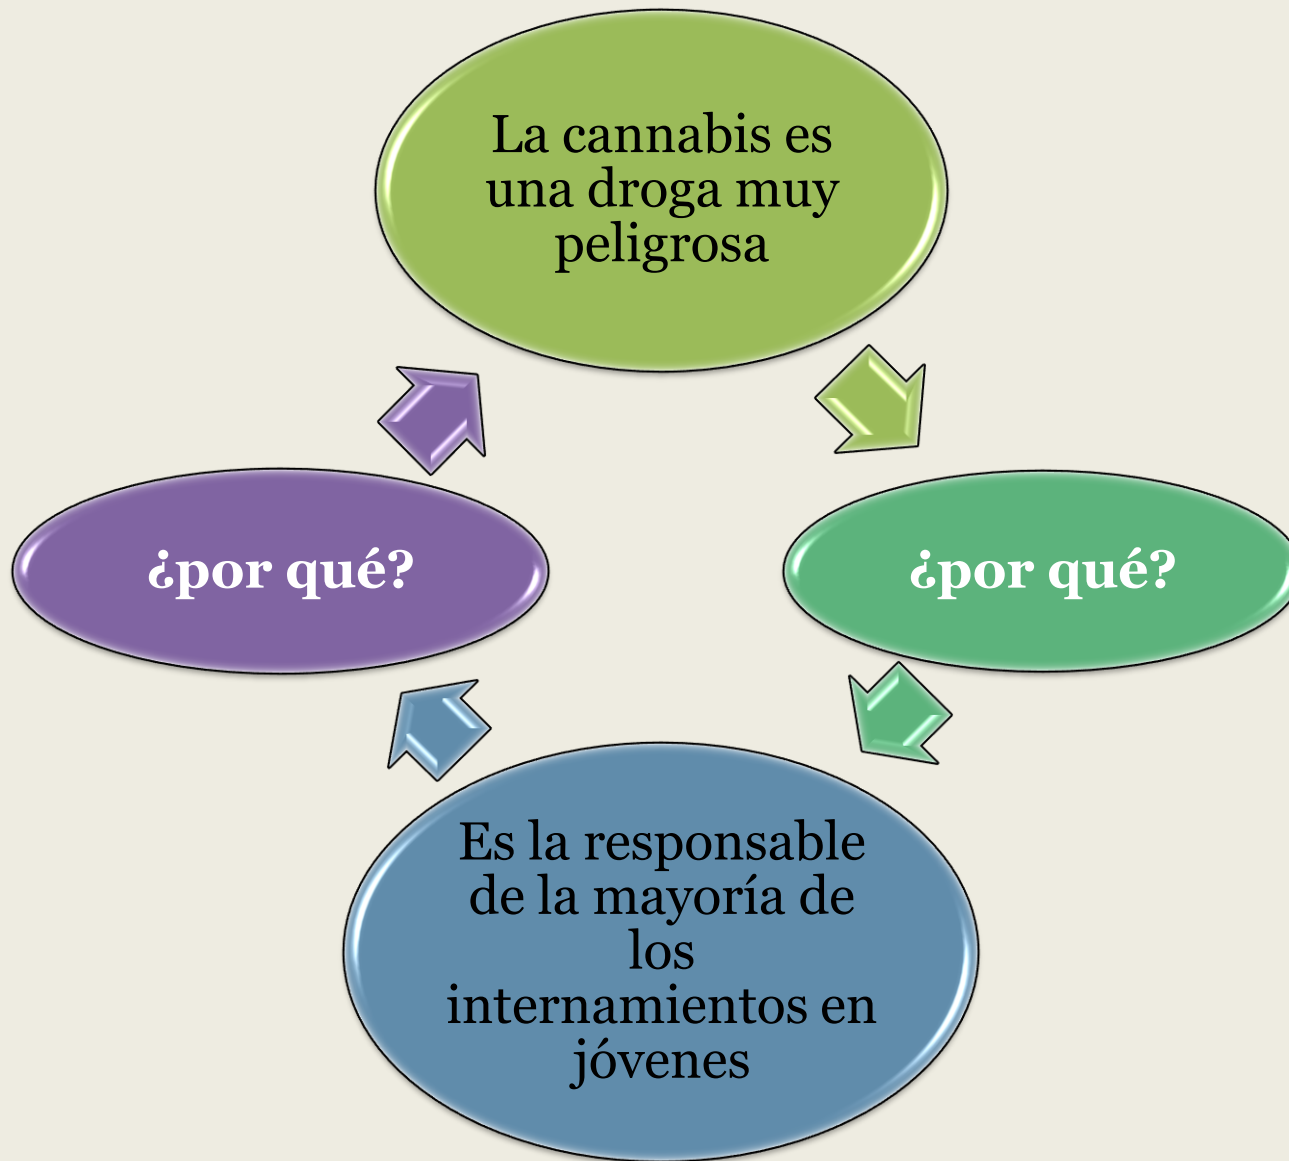 La cannabis es
una droga muy
peligrosa
¿por qué?
¿por qué?
Es la responsable
de la mayoría de
los
internamientos en
jóvenes